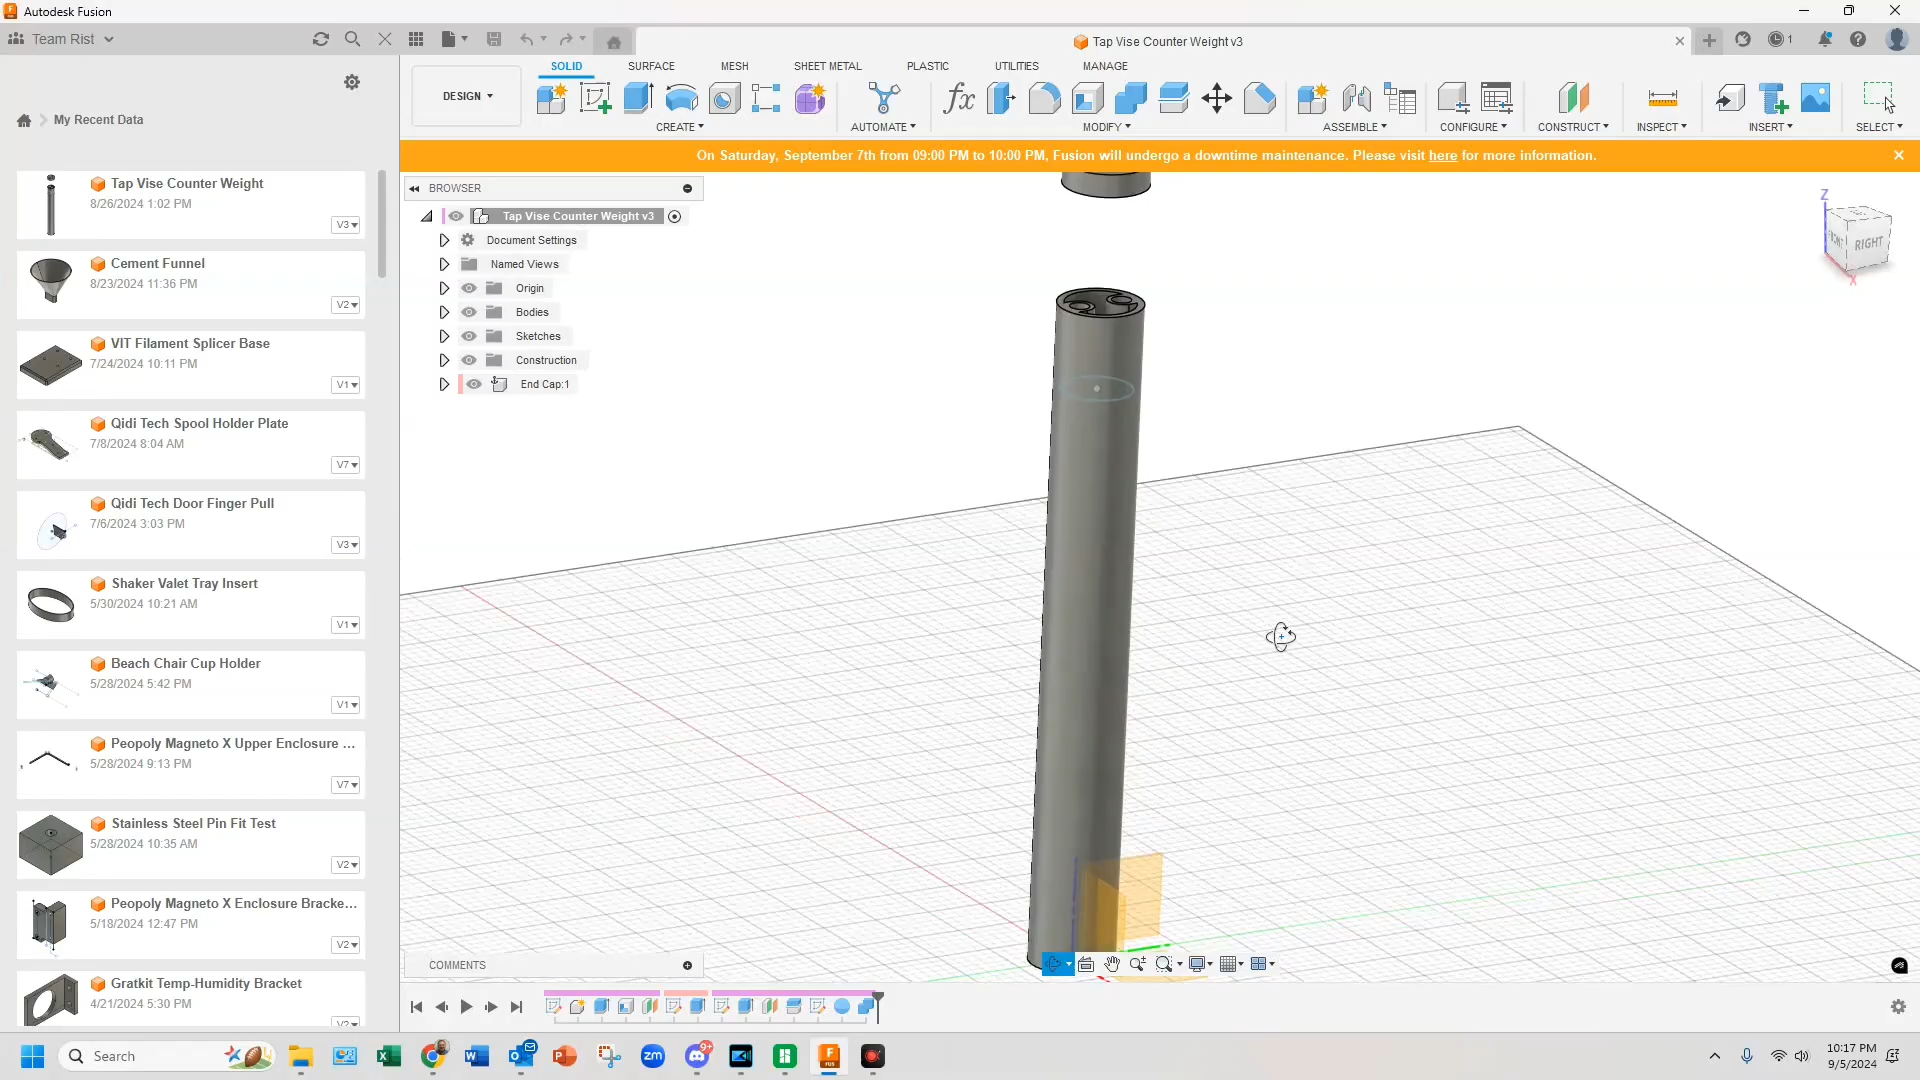 Autodesk Fusion
Team Rist
Tap Vise Counter Weight v3
1
My Recent Data
Tap Vise Counter Weight
8/26/2024 1:02 PM
V3
Cement Funnel
8/23/2024 11:36 PM
V2
VIT Filament Splicer Base
7/24/2024 10:11 PM
V1
Qidi Tech Spool Holder Plate
7/8/2024 8:04 AM
V7
Qidi Tech Door Finger Pull
7/6/2024 3:03 PM
V3
Shaker Valet Tray Insert
5/30/2024 10:21 AM
V1
Beach Chair Cup Holder
5/28/2024 5:42 PM
V1
Peopoly Magneto X Upper Enclosure ...
5/28/2024 9:13 PM
V7
Stainless Steel Pin Fit Test
5/28/2024 10:35 AM
V2
Peopoly Magneto X Enclosure Bracke...
5/18/2024 12:47 PM
V2
Gratkit Temp-Humidity Bracket
4/21/2024 5:30 PM
V2
DESIGN
SOLID
SURFACE
MESH
SHEET METAL
PLASTIC
UTILITIES
MANAGE
CREATE
AUTOMATE
fx
MODIFY
ASSEMBLE
CONFIGURE
CONSTRUCT
INSPECT
INSERT
SELECT
On Saturday, September 7th from 09:00 PM to 10:00 PM, Fusion will undergo a downtime maintenance. Please visit here for more information.
BROWSER
Tap Vise Counter Weight v3
Document Settings
Named Views
Origin
Bodies
Sketches
Construction
End Cap:1
Z
FRONT
RIGHT
X
COMMENTS
Search
zm
9+
FUS
10:17 PM
9/5/2024